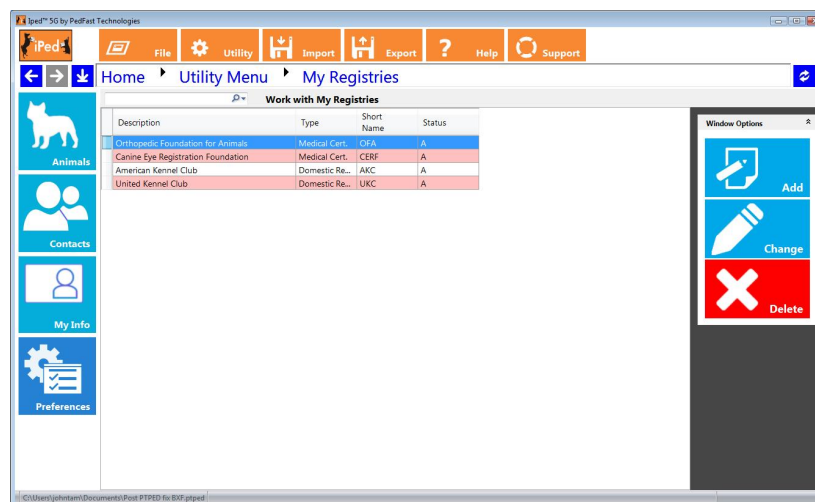 Iped™ 5G by PedFast Technologies
iPed
File
Utility
Import
Export
? Help
Support
Home Utility Menu My Registries
Work with My Registries
Description Type Short Name Status
Orthopedic Foundation for Animals Medical Cert. OFA A
Canine Eye Registration Foundation Medical Cert. CERF A
American Kennel Club Domestic Re... AKC A
United Kennel Club Domestic Re... UKC A
Animals
Contacts
My Info
Preferences
Window Options
Add
Change
Delete
C:\Users\johntam\Documents\Post PTPED fix BXF.ptped